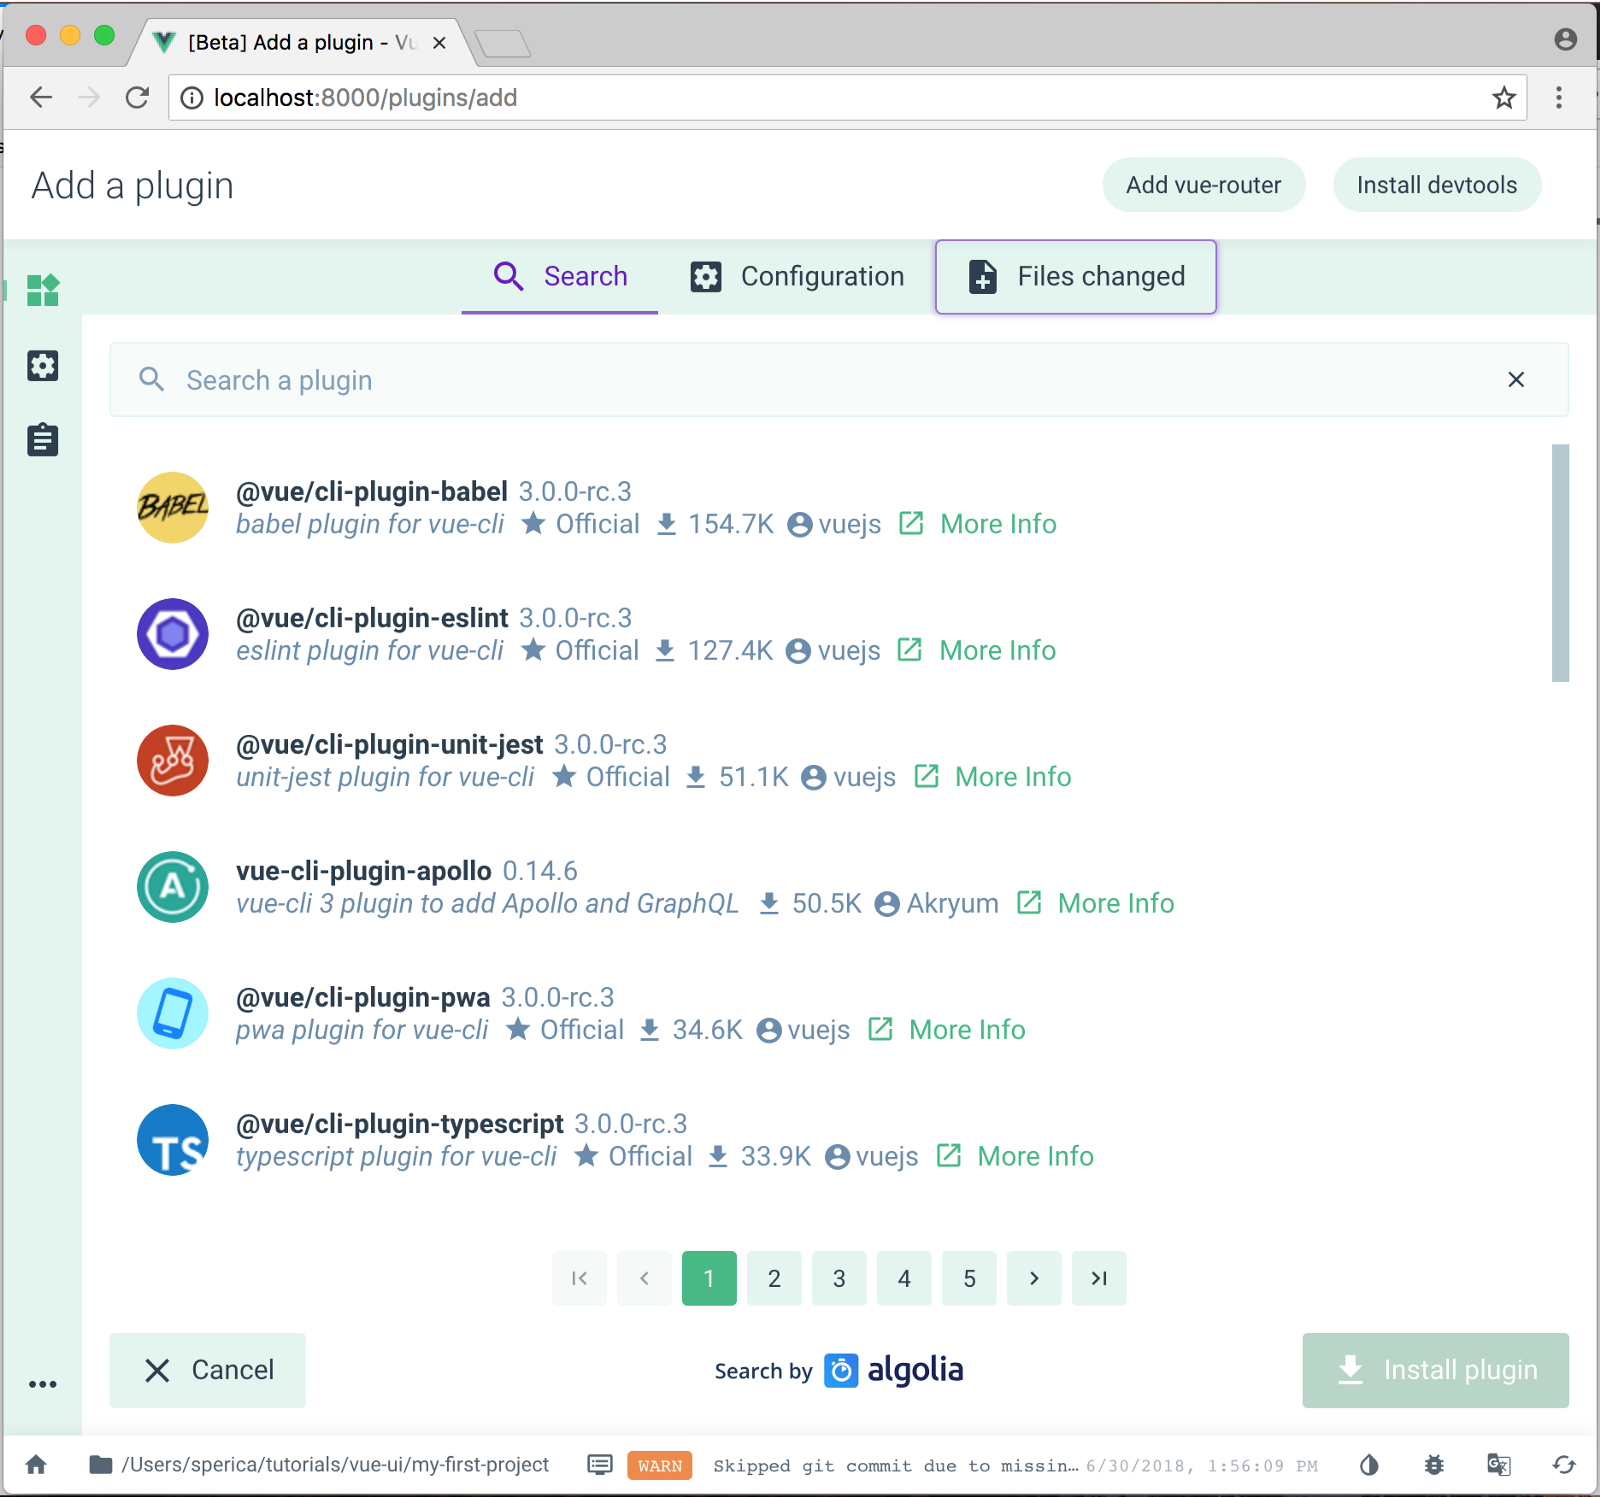 [Beta] Add a plugin - Vu
localhost:8000/plugins/add
Add a plugin
Add vue-router
Install devtools
Search
Configuration
Files changed
Search a plugin
BABEL
@vue/cli-plugin-babel 3.0.0-rc.3
babel plugin for vue-cli Official 154.7K vuejs More Info
@vue/cli-plugin-eslint 3.0.0-rc.3
eslint plugin for vue-cli Official 127.4K vuejs More Info
@vue/cli-plugin-unit-jest 3.0.0-rc.3
unit-jest plugin for vue-cli Official 51.1K vuejs More Info
A
vue-cli-plugin-apollo 0.14.6
vue-cli 3 plugin to add Apollo and GraphQL 50.5K Akryum More Info
@vue/cli-plugin-pwa 3.0.0-rc.3
pwa plugin for vue-cli Official 34.6K vuejs More Info
TS
@vue/cli-plugin-typescript 3.0.0-rc.3
typescript plugin for vue-cli Official 33.9K vuejs More Info
1 2 3 4 5
Cancel
Search by algolia
Install plugin
/Users/sperica/tutorials/vue-ui/my-first-project
WARN
Skipped git commit due to missin… 6/30/2018, 1:56:09 PM